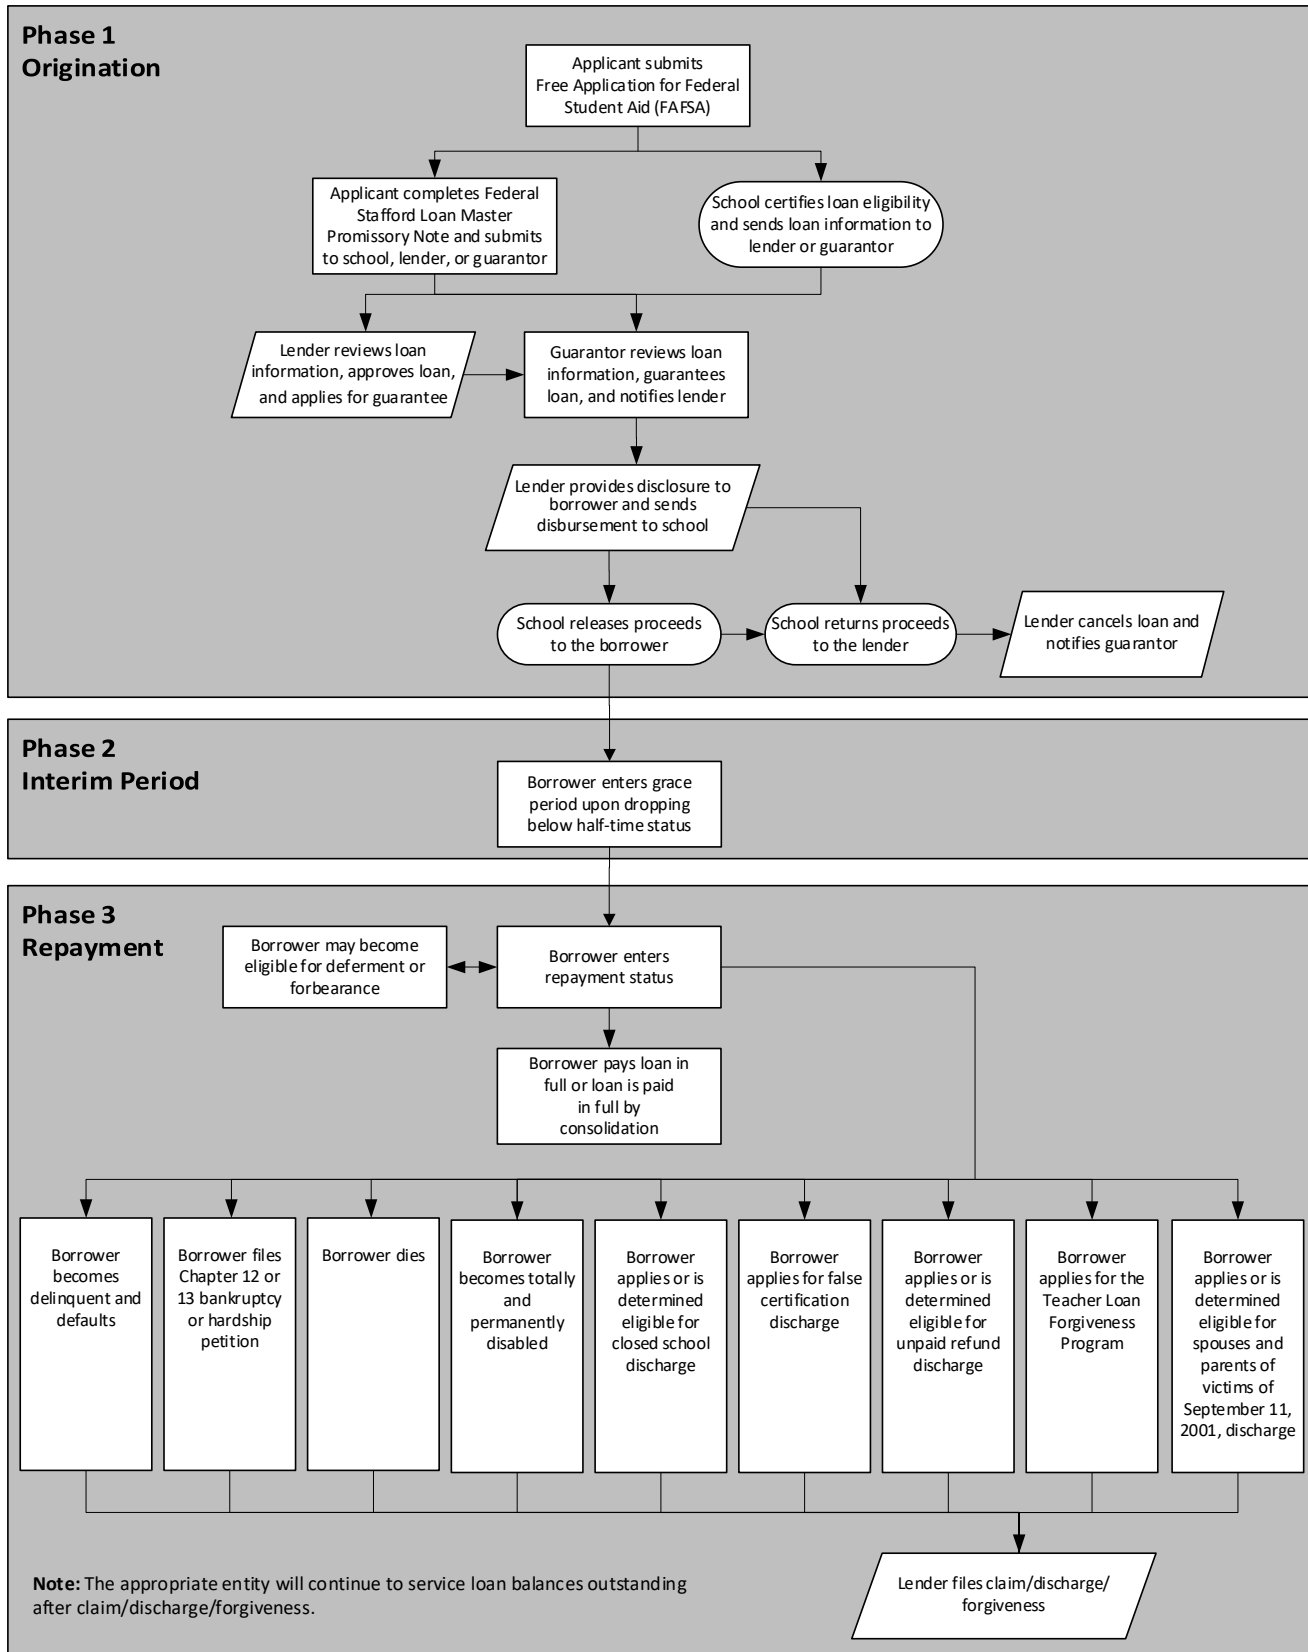 Phase 1
Origination
Applicant submits
Free Application for Federal
Student Aid (FAFSA)
Applicant completes Federal
Stafford Loan Master
Promissory Note and submits
to school, lender, or guarantor
School certifies loan eligibility
and sends loan information to
lender or guarantor
Lender reviews loan
information, approves loan,
and applies for guarantee
Guarantor reviews loan
information, guarantees
loan, and notifies lender
Lender provides disclosure to
borrower and sends
disbursement to school
School releases proceeds
to the borrower
School returns proceeds
to the lender
Lender cancels loan and
notifies guarantor
Phase 2
Interim Period
Borrower enters grace
period upon dropping
below half-time status
Phase 3
Repayment
Borrower may become
eligible for deferment or
forbearance
Borrower enters
repayment status
Borrower pays loan in
full or loan is paid
in full by
consolidation
Borrower
becomes
delinquent and
defaults
Borrower files
Chapter 12 or
13 bankruptcy
or hardship
petition
Borrower dies
Borrower
becomes totally
and
permanently
disabled
Borrower
applies or is
determined
eligible for
closed school
discharge
Borrower
applies for false
certification
discharge
Borrower
applies or is
determined
eligible for
unpaid refund
discharge
Borrower
applies for the
Teacher Loan
Forgiveness
Program
Borrower
applies or is
determined
eligible for
spouses and
parents of
victims of
September 11,
2001, discharge
Note: The appropriate entity will continue to service loan balances outstanding
after claim/discharge/forgiveness.
Lender files claim/discharge/
forgiveness